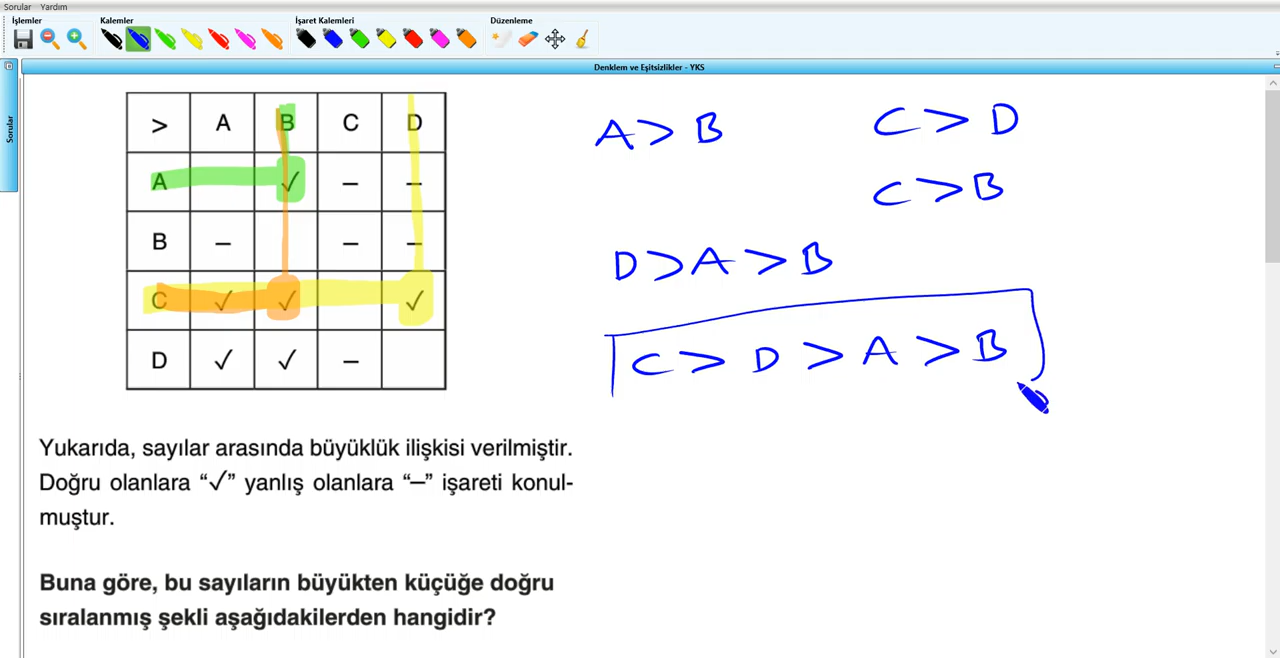 Sorular Yardım
İşlemler Kalemler İşaret Kalemleri Düzenleme
Denklem ve Eşitsizlikler - YKS
Sorular
> A B C D
A ✓ – –
B – – –
C ✓ ✓ ✓
D ✓ ✓ –
A > B
C > D
C > B
D > A > B
C > D > A > B
Yukarıda, sayılar arasında büyüklük ilişkisi verilmiştir.
Doğru olanlara “✓” yanlış olanlara “–” işareti konul-
muştur.
Buna göre, bu sayıların büyükten küçüğe doğru
sıralanmış şekli aşağıdakilerden hangidir?